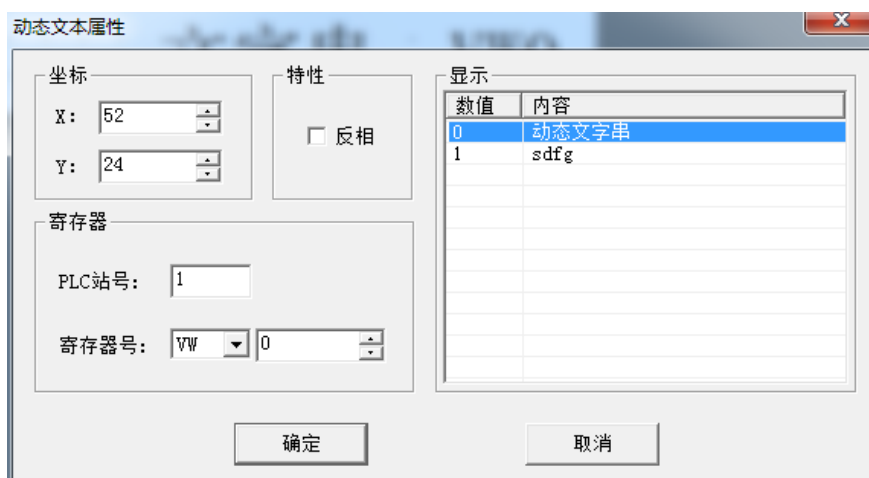 动态文本属性
坐标
X: 52
Y: 24
特性
反相
寄存器
PLC站号: 1
寄存器号: VW 0
显示
数值 内容
0 动态文字串
1 sdfg
确定
取消